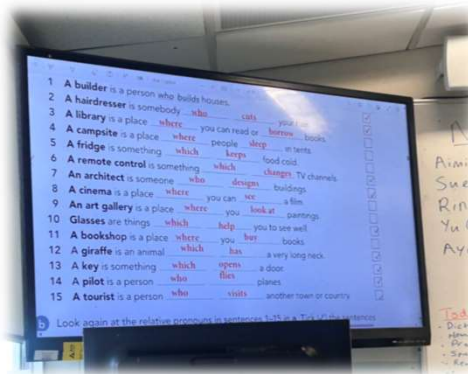 1 A builder is a person who builds houses.
2 A hairdresser is somebody who cuts your
3 A library is a place where you can read or borrow books.
4 A campsite is a place where people sleep in tents.
5 A fridge is something which keeps food cold.
6 A remote control is something which changes TV channels.
7 An architect is someone who designs buildings.
8 A cinema is a place where you can see a film.
9 An art gallery is a place where you look at paintings.
10 Glasses are things which help you to see well.
11 A bookshop is a place where you buy books.
12 A giraffe is an animal which has a very long neck.
13 A key is something which opens a door.
14 A pilot is a person who flies planes.
15 A tourist is a person who visits another town or country.
b Look again at the relative pronouns in sentences 1–15 in a. Tick (✓) the sentences